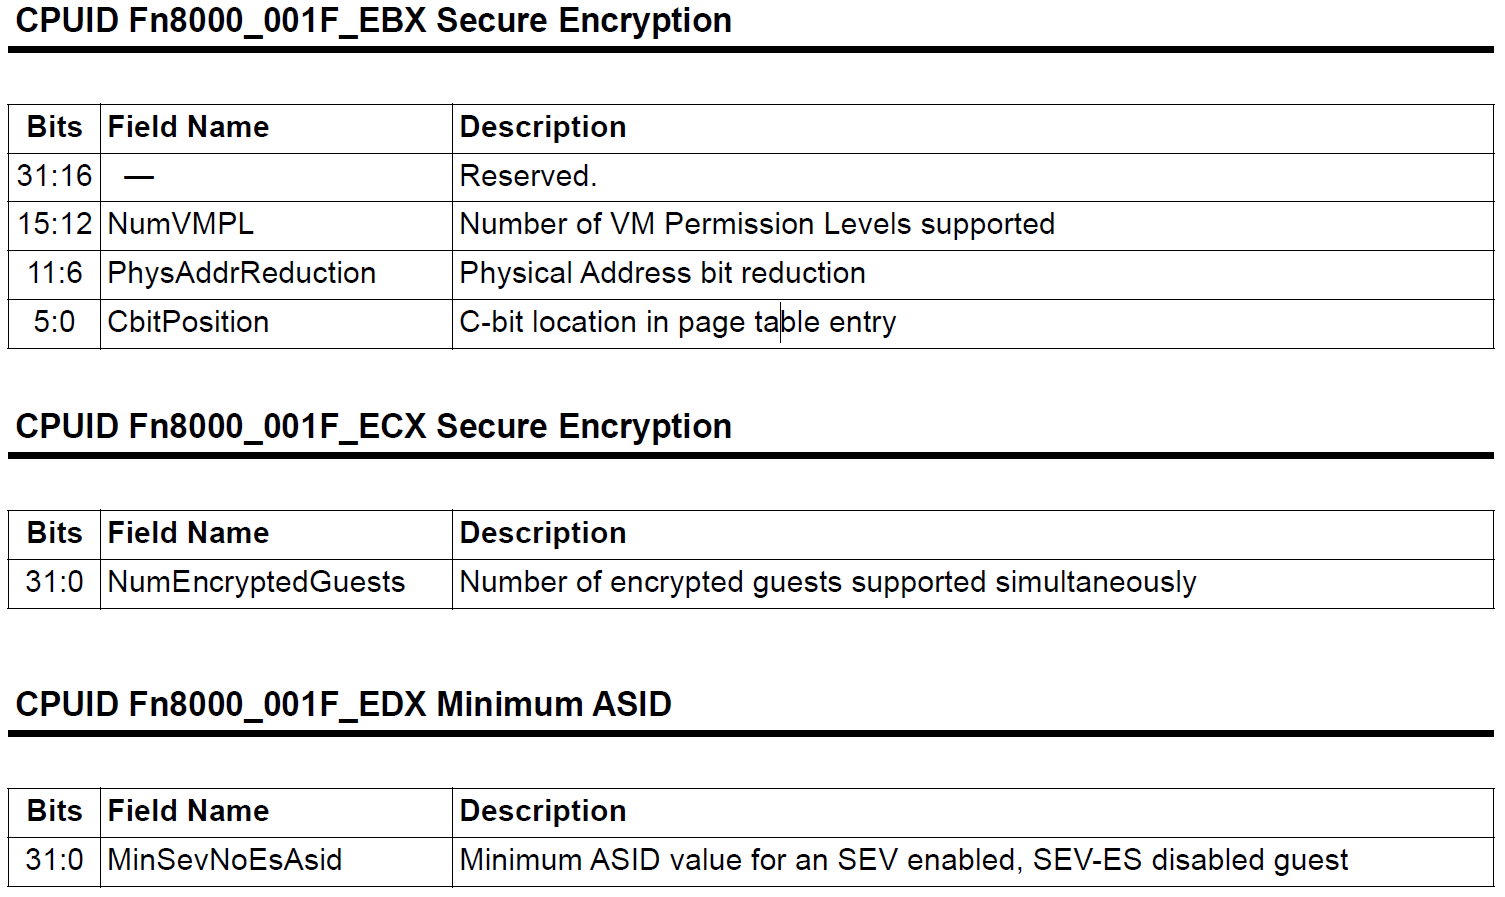 CPUID Fn8000_001F_EBX Secure Encryption
Bits Field Name Description
31:16 — Reserved.
15:12 NumVMPL Number of VM Permission Levels supported
11:6 PhysAddrReduction Physical Address bit reduction
5:0 CbitPosition C-bit location in page table entry
CPUID Fn8000_001F_ECX Secure Encryption
Bits Field Name Description
31:0 NumEncryptedGuests Number of encrypted guests supported simultaneously
CPUID Fn8000_001F_EDX Minimum ASID
Bits Field Name Description
31:0 MinSevNoEsAsid Minimum ASID value for an SEV enabled, SEV-ES disabled guest